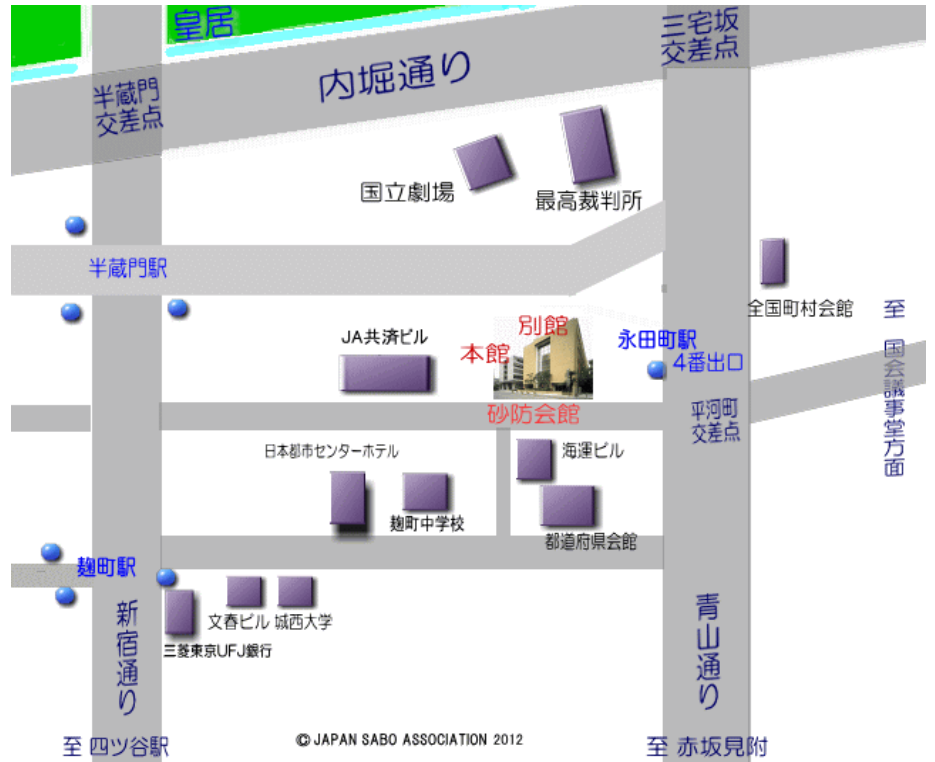 皇居
三宅坂
交差点
内堀通り
半蔵門
交差点
国立劇場
最高裁判所
半蔵門駅
全国町村会館
JA共済ビル
別館
本館
永田町駅
4番出口
至 国会議事堂方面
砂防会館
平河町
交差点
日本都市センターホテル
海運ビル
麹町中学校
都道府県会館
麹町駅
新宿通り
文春ビル
城西大学
三菱東京UFJ銀行
青山通り
至 四ツ谷駅
© JAPAN SABO ASSOCIATION 2012
至 赤坂見附